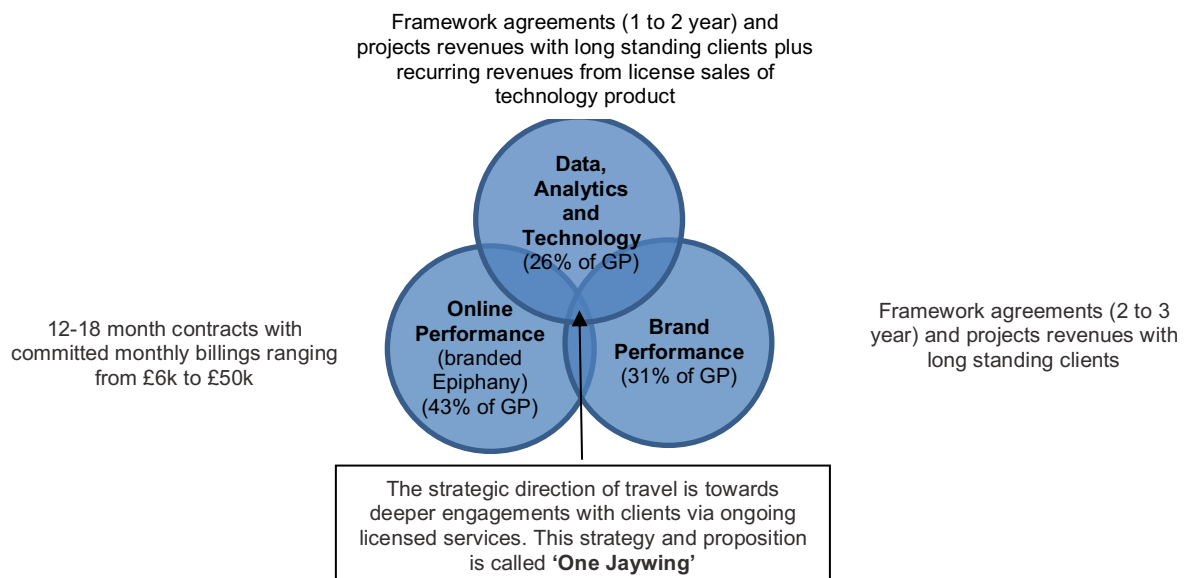 Framework agreements (1 to 2 year) and
projects revenues with long standing clients plus
recurring revenues from license sales of
technology product
Data,
Analytics
and
Technology
(26% of GP)
Online
Performance
(branded
Epiphany)
(43% of GP)
Brand
Performance
(31% of GP)
12-18 month contracts with
committed monthly billings ranging
from £6k to £50k
Framework agreements (2 to 3
year) and projects revenues with
long standing clients
The strategic direction of travel is towards
deeper engagements with clients via ongoing
licensed services. This strategy and proposition
is called ‘One Jaywing’